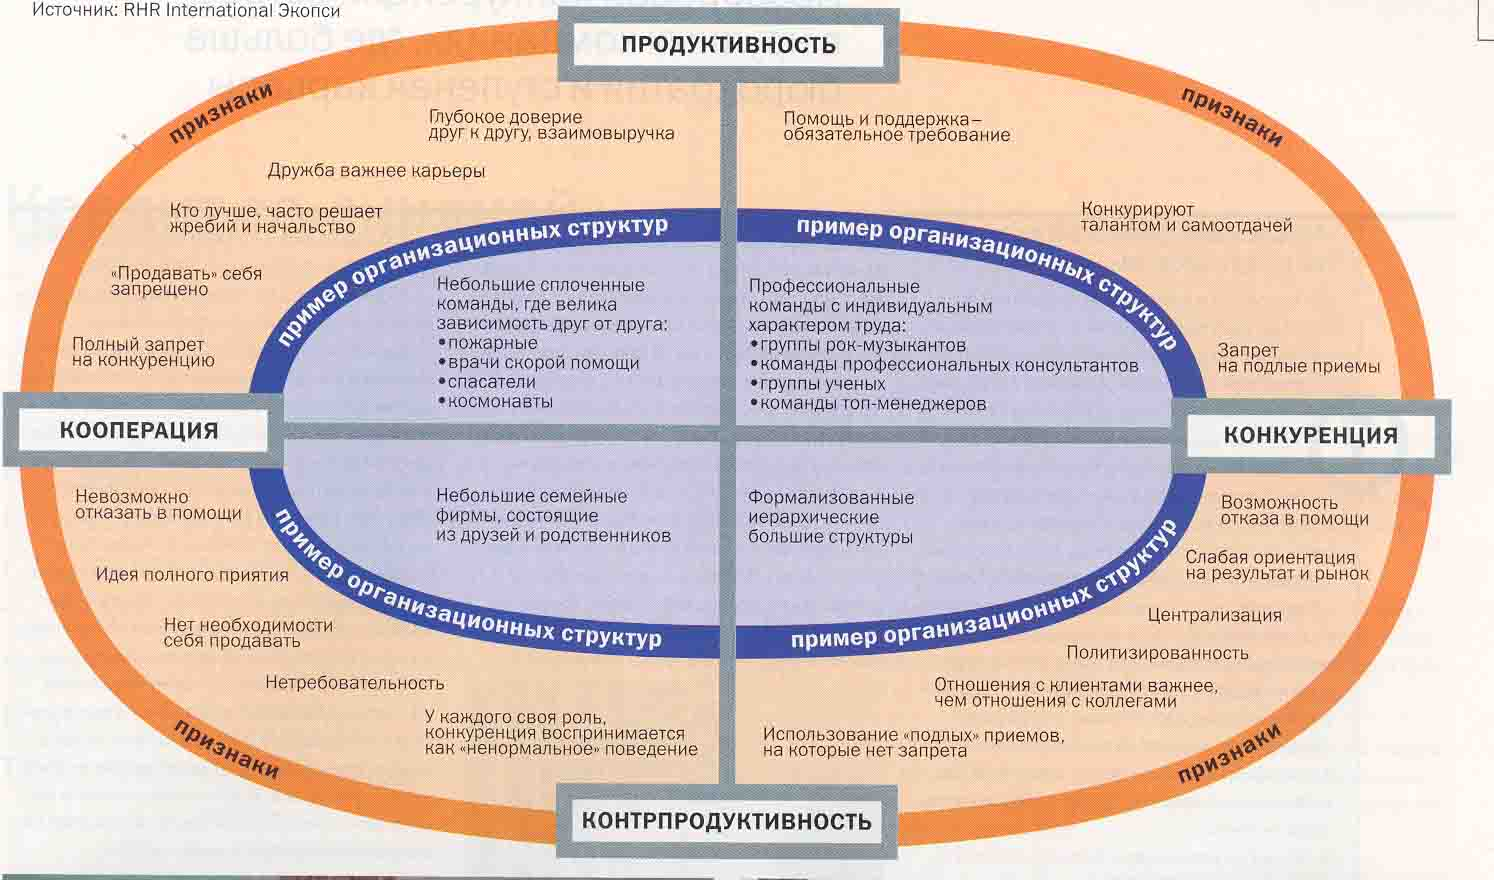 Источник: RHR International Экопси
ПРОДУКТИВНОСТЬ
признаки
Глубокое доверие
друг к другу, взаимовыручка
Дружба важнее карьеры
Кто лучше, часто решает
жребий и начальство
«Продавать» себя
запрещено
Полный запрет
на конкуренцию
признаки
Помощь и поддержка–
обязательное требование
Конкурируют
талантом и самоотдачей
Запрет
на подлые приемы
пример организационных структур
Небольшие сплоченные
команды, где велика
зависимость друг от друга:
•пожарные
•врачи скорой помощи
•спасатели
•космонавты
пример организационных структур
Профессиональные
команды с индивидуальным
характером труда:
•группы рок-музыкантов
•команды профессиональных консультантов
•группы ученых
•команды топ-менеджеров
КООПЕРАЦИЯ
КОНКУРЕНЦИЯ
Небольшие семейные
фирмы, состоящие
из друзей и родственников
пример организационных структур
Формализованные
иерархические
большие структуры
пример организационных структур
Невозможно
отказать в помощи
Идея полного приятия
Нет необходимости
себя продавать
Нетребовательность
У каждого своя роль,
конкуренция воспринимается
как «ненормальное» поведение
признаки
Возможность
отказа в помощи
Слабая ориентация
на результат и рынок
Централизация
Политизированность
Отношения с клиентами важнее,
чем отношения с коллегами
Использование «подлых» приемов,
на которые нет запрета
признаки
КОНТРПРОДУКТИВНОСТЬ